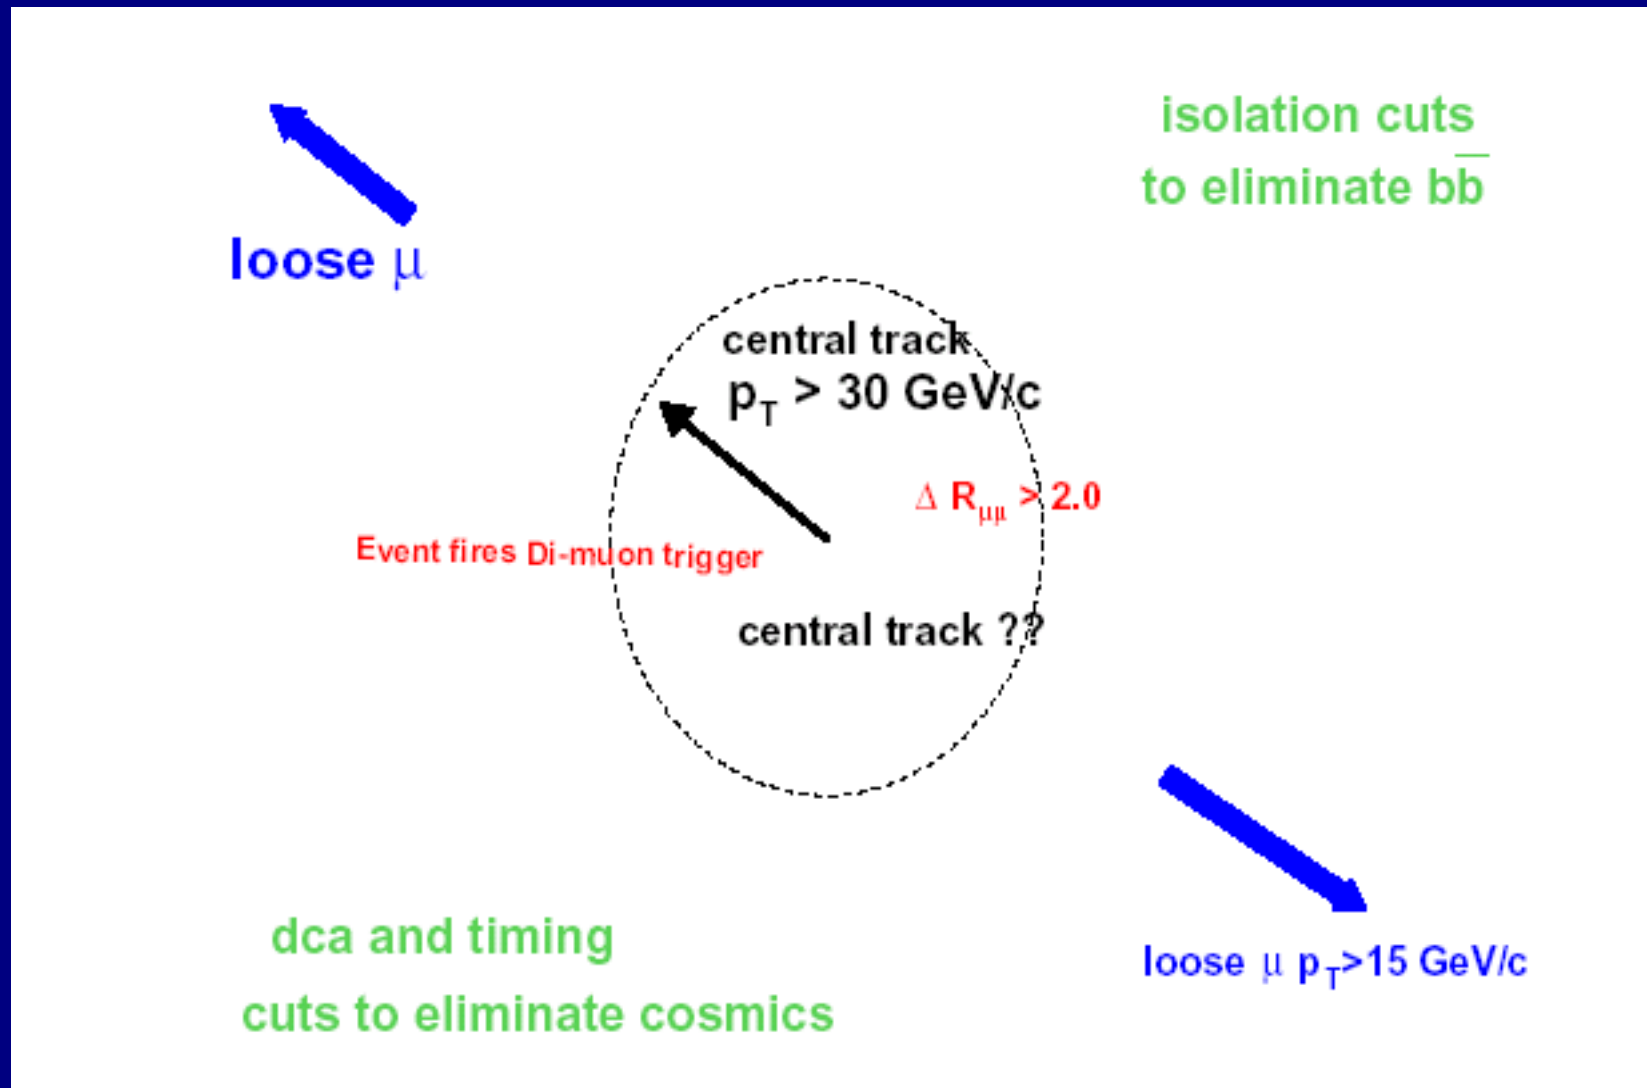 isolation cuts
to eliminate bb̅
loose μ
central track
p_T > 30 GeV/c
Δ R_μμ > 2.0
Event fires Di-muon trigger
central track ??
dca and timing
loose μ p_T>15 GeV/c
cuts to eliminate cosmics